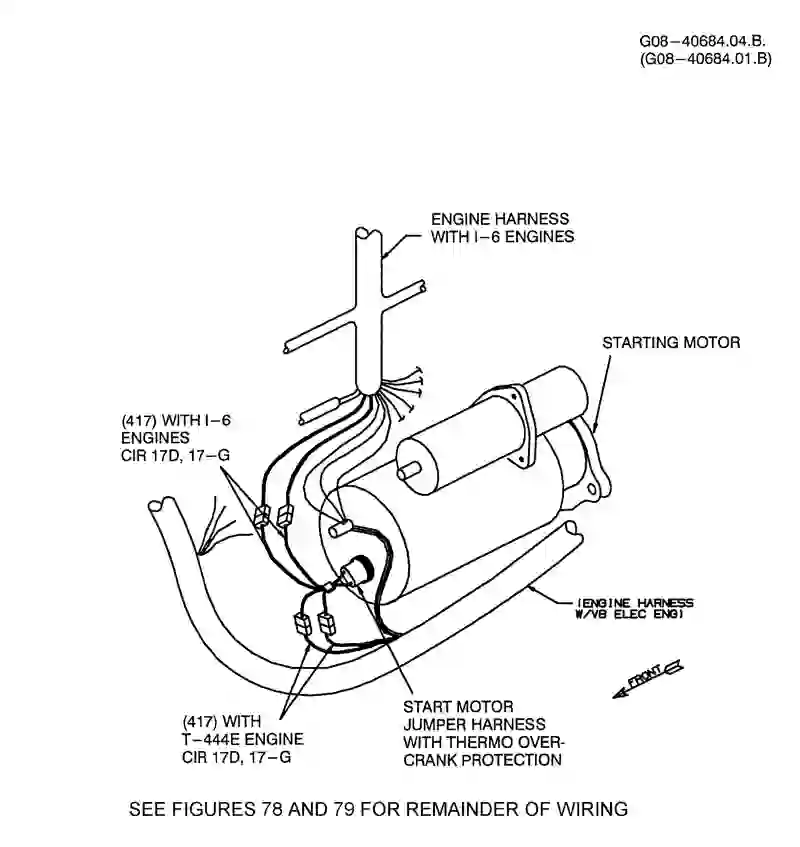 G08-40684.04.B.
(G08-40684.01.B)
ENGINE HARNESS
WITH I-6 ENGINES
STARTING MOTOR
(417) WITH I-6
ENGINES
CIR 17D, 17-G
(ENGINE HARNESS
W/V8 ELEC ENG)
FRONT
(417) WITH
T-444E ENGINE
CIR 17D, 17-G
START MOTOR
JUMPER HARNESS
WITH THERMO OVER-
CRANK PROTECTION
SEE FIGURES 78 AND 79 FOR REMAINDER OF WIRING